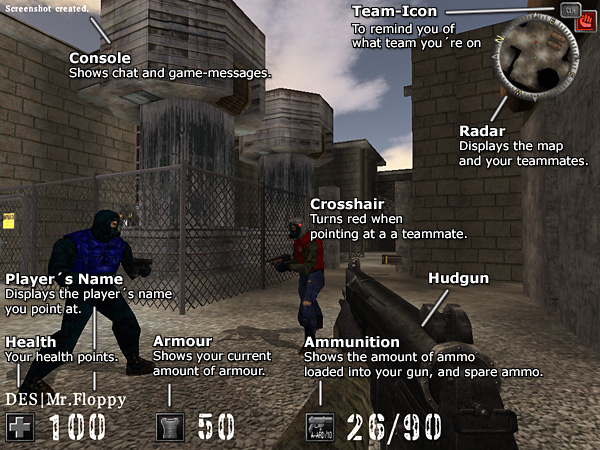 Screenshot created.
Console
Shows chat and game-messages.
Team-Icon
To remind you of
what team you´re on
CLA
Radar
Displays the map
and your teammates.
Crosshair
Turns red when
pointing at a a teammate.
Player´s Name
Displays the player´s name
you point at.
Hudgun
Health
Your health points.
Armour
Shows your current
amount of armour.
Ammunition
Shows the amount of ammo
loaded into your gun, and spare ammo.
DES|Mr.Floppy
100
50
26/90